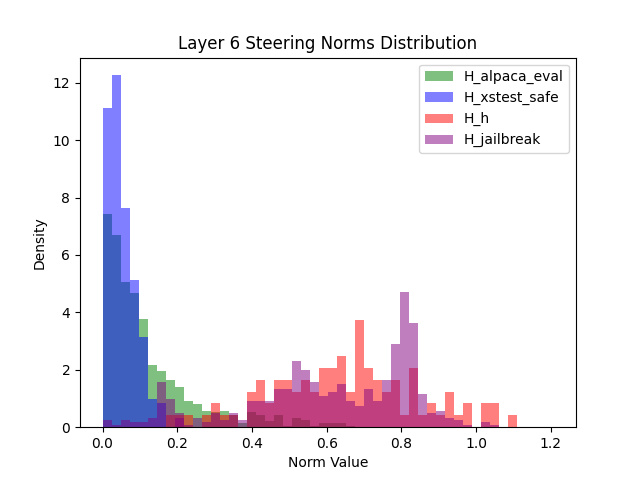 Layer 6 Steering Norms Distribution
H_alpaca_eval
H_xstest_safe
H_h
H_jailbreak
12
10
8
6
4
2
0
Density
0.0 0.2 0.4 0.6 0.8 1.0 1.2
Norm Value